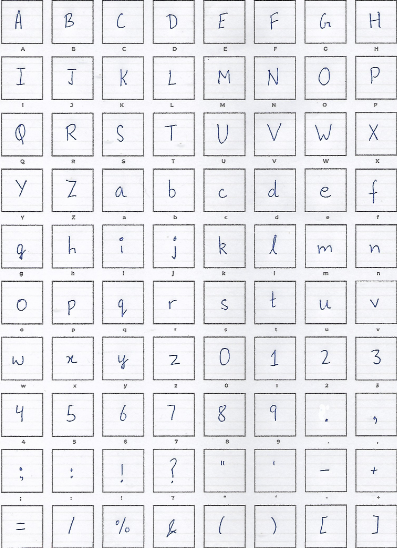 A B C D E F G H
A B C D E F G H
I J K L M N O P
I J K L M N O P
Q R S T U V W X
Q R S T U V W X
Y Z a b c d e f
Y Z a b c d e f
g h i j k l m n
g h i j k l m n
o p q r s t u v
o p q r s t u v
w x y z 0 1 2 3
w x y z 0 1 2 3
4 5 6 7 8 9 . ,
4 5 6 7 8 9 . ,
; : ! ? " ' - +
; : ! ? " ' - +
= / % & ( ) [ ]